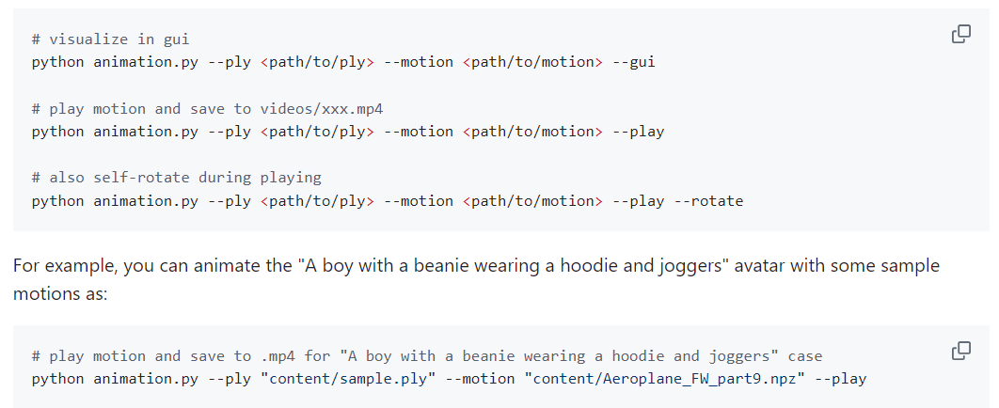 # visualize in gui
python animation.py --ply <path/to/ply> --motion <path/to/motion> --gui
# play motion and save to videos/xxx.mp4
python animation.py --ply <path/to/ply> --motion <path/to/motion> --play
# also self-rotate during playing
python animation.py --ply <path/to/ply> --motion <path/to/motion> --play --rotate
For example, you can animate the "A boy with a beanie wearing a hoodie and joggers" avatar with some sample
motions as:
# play motion and save to .mp4 for "A boy with a beanie wearing a hoodie and joggers" case
python animation.py --ply "content/sample.ply" --motion "content/Aeroplane_FW_part9.npz" --play